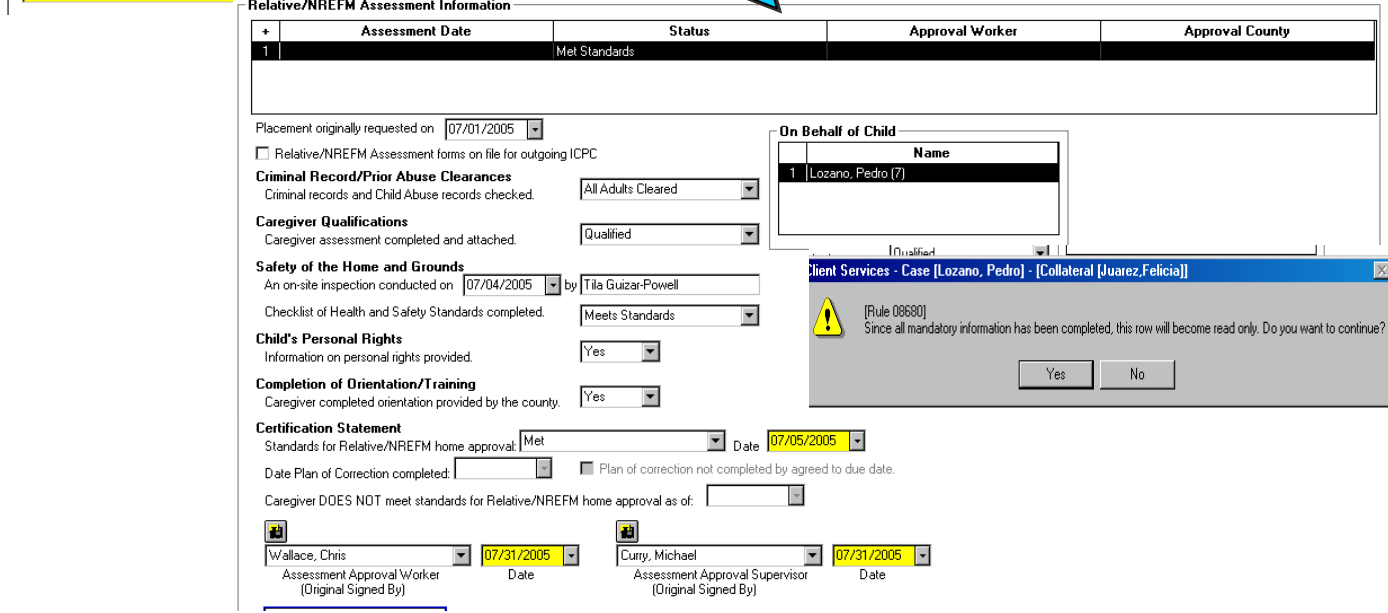 Relative/NREFM Assessment Information
+ Assessment Date Status Approval Worker Approval County
1 Met Standards
Placement originally requested on 07/01/2005
Relative/NREFM Assessment forms on file for outgoing ICPC
On Behalf of Child
Name
1 Lozano, Pedro (7)
Criminal Record/Prior Abuse Clearances
Criminal records and Child Abuse records checked. All Adults Cleared
Caregiver Qualifications
Caregiver assessment completed and attached. Qualified
Qualified
Safety of the Home and Grounds
An on-site inspection conducted on 07/04/2005 by Tila Guizar-Powell
Checklist of Health and Safety Standards completed. Meets Standards
Client Services - Case [Lozano, Pedro] - [Collateral [Juarez,Felicia]]
[Rule 08680]
Since all mandatory information has been completed, this row will become read only. Do you want to continue?
Yes No
Child's Personal Rights
Information on personal rights provided. Yes
Completion of Orientation/Training
Caregiver completed orientation provided by the county. Yes
Certification Statement
Standards for Relative/NREFM home approval: Met Date 07/05/2005
Date Plan of Correction completed: Plan of correction not completed by agreed to due date.
Caregiver DOES NOT meet standards for Relative/NREFM home approval as of:
Wallace, Chris 07/31/2005 Curry, Michael 07/31/2005
Assessment Approval Worker Date Assessment Approval Supervisor Date
(Original Signed By) (Original Signed By)